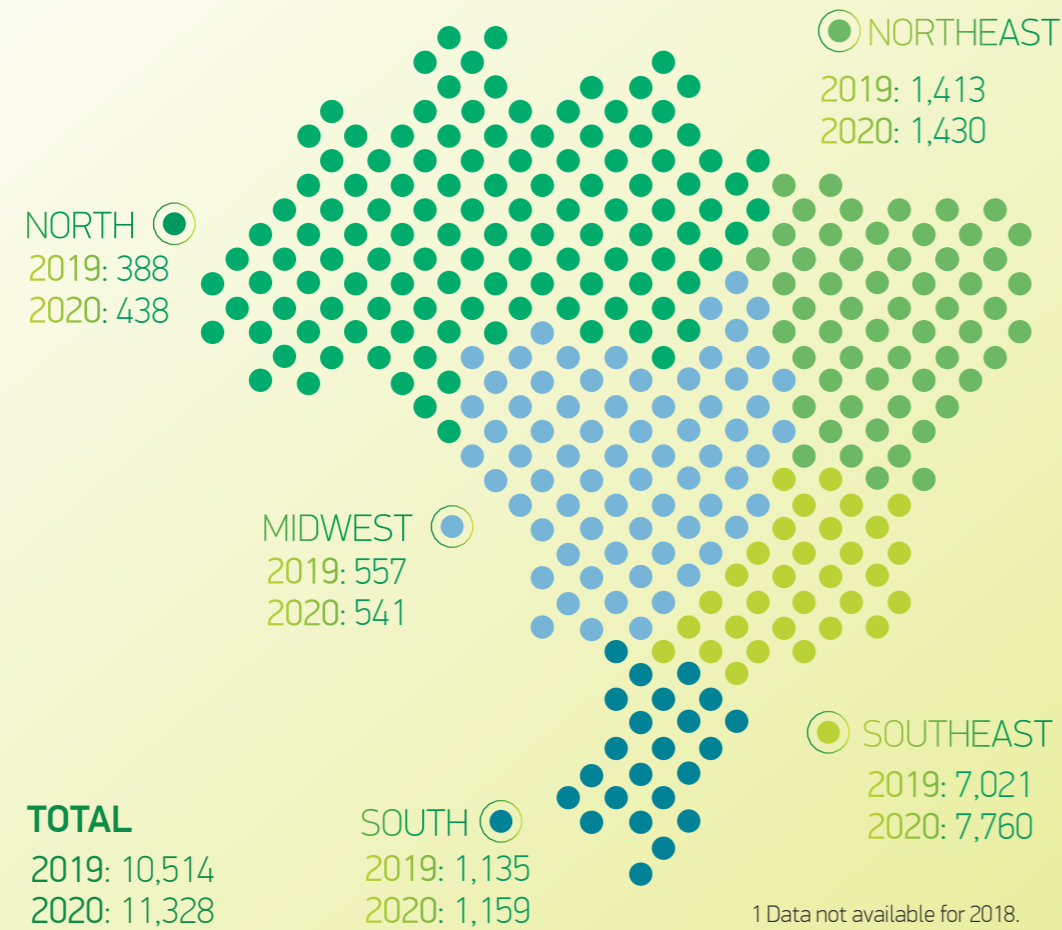 NORTHEAST
2019: 1,413
2020: 1,430
NORTH
2019: 388
2020: 438
MIDWEST
2019: 557
2020: 541
SOUTHEAST
2019: 7,021
2020: 7,760
TOTAL
2019: 10,514
2020: 11,328
SOUTH
2019: 1,135
2020: 1,159
1 Data not available for 2018.